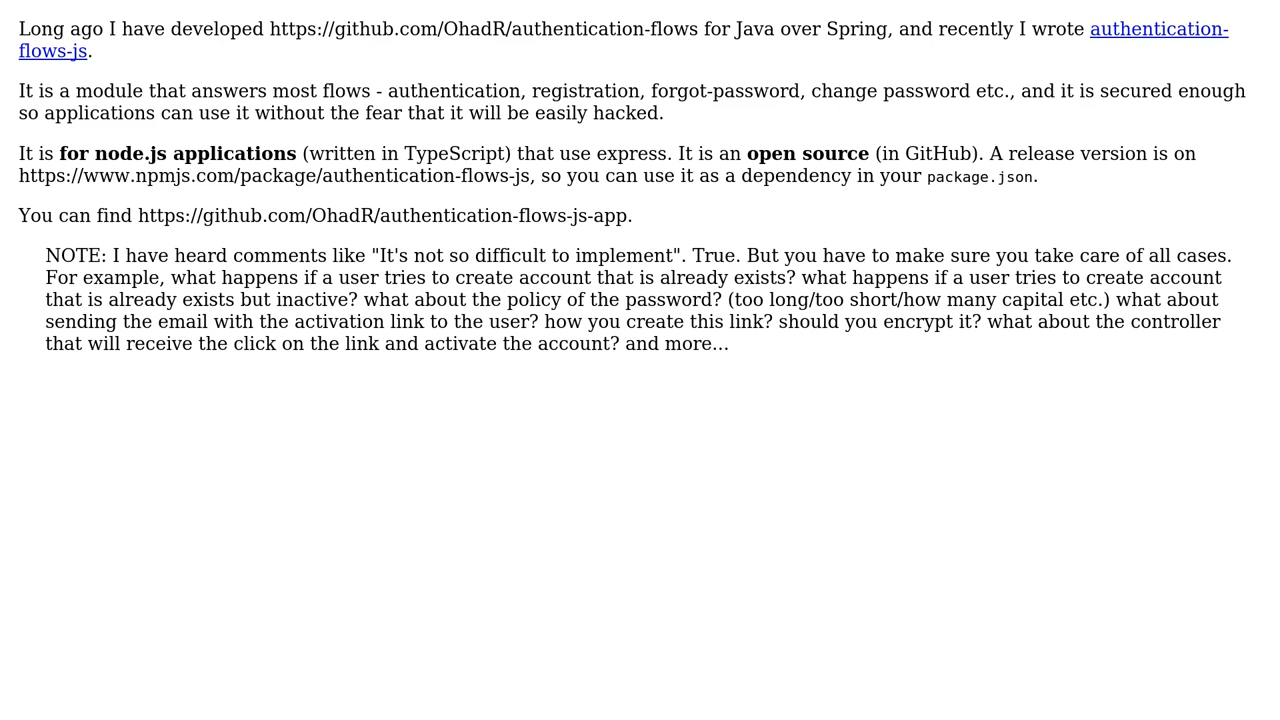 Long ago I have developed https://github.com/OhadR/authentication-flows for Java over Spring, and recently I wrote authentication-
flows-js.
It is a module that answers most flows - authentication, registration, forgot-password, change password etc., and it is secured enough
so applications can use it without the fear that it will be easily hacked.
It is for node.js applications (written in TypeScript) that use express. It is an open source (in GitHub). A release version is on
https://www.npmjs.com/package/authentication-flows-js, so you can use it as a dependency in your package.json.
You can find https://github.com/OhadR/authentication-flows-js-app.
NOTE: I have heard comments like "It's not so difficult to implement". True. But you have to make sure you take care of all cases.
For example, what happens if a user tries to create account that is already exists? what happens if a user tries to create account
that is already exists but inactive? what about the policy of the password? (too long/too short/how many capital etc.) what about
sending the email with the activation link to the user? how you create this link? should you encrypt it? what about the controller
that will receive the click on the link and activate the account? and more...